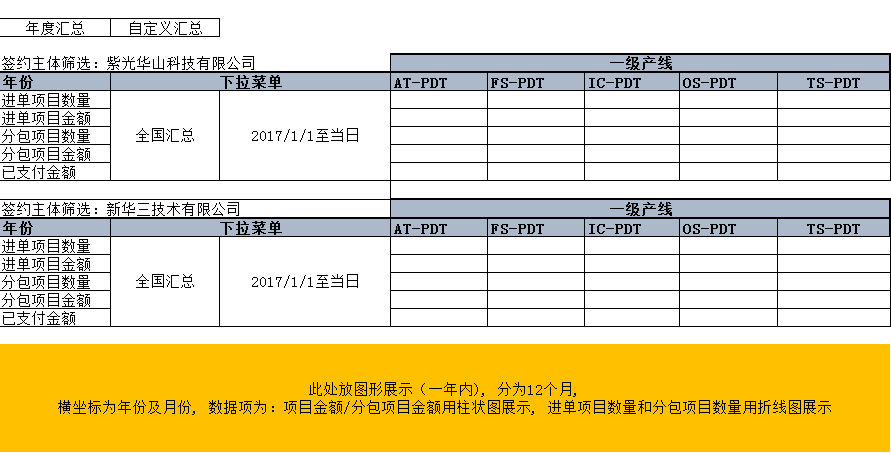 年度汇总 自定义汇总
签约主体筛选：紫光华山科技有限公司 一级产线
年份 下拉菜单 AT-PDT FS-PDT IC-PDT OS-PDT TS-PDT
进单项目数量
进单项目金额
分包项目数量 全国汇总 2017/1/1至当日
分包项目金额
已支付金额
签约主体筛选：新华三技术有限公司 一级产线
年份 下拉菜单 AT-PDT FS-PDT IC-PDT OS-PDT TS-PDT
进单项目数量
进单项目金额
分包项目数量 全国汇总 2017/1/1至当日
分包项目金额
已支付金额
此处放图形展示（一年内），分为12个月，
横坐标为年份及月份，数据项为：项目金额/分包项目金额用柱状图展示，进单项目数量和分包项目数量用折线图展示